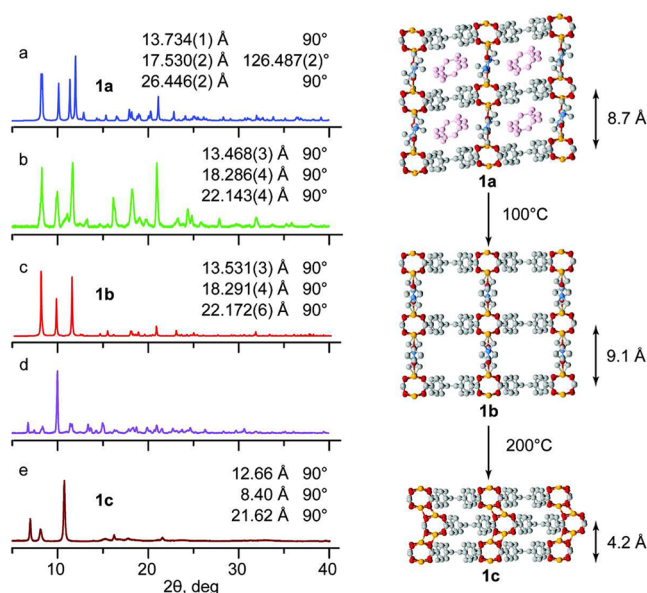 a
13.734(1) Å 90°
1a 17.530(2) Å 126.487(2)°
26.446(2) Å 90°
b
13.468(3) Å 90°
18.286(4) Å 90°
22.143(4) Å 90°
c
13.531(3) Å 90°
1b 18.291(4) Å 90°
22.172(6) Å 90°
d
e
12.66 Å 90°
1c 8.40 Å 90°
21.62 Å 90°
10 20 30 40
2θ, deg
8.7 Å
1a
100°C
9.1 Å
1b
200°C
4.2 Å
1c